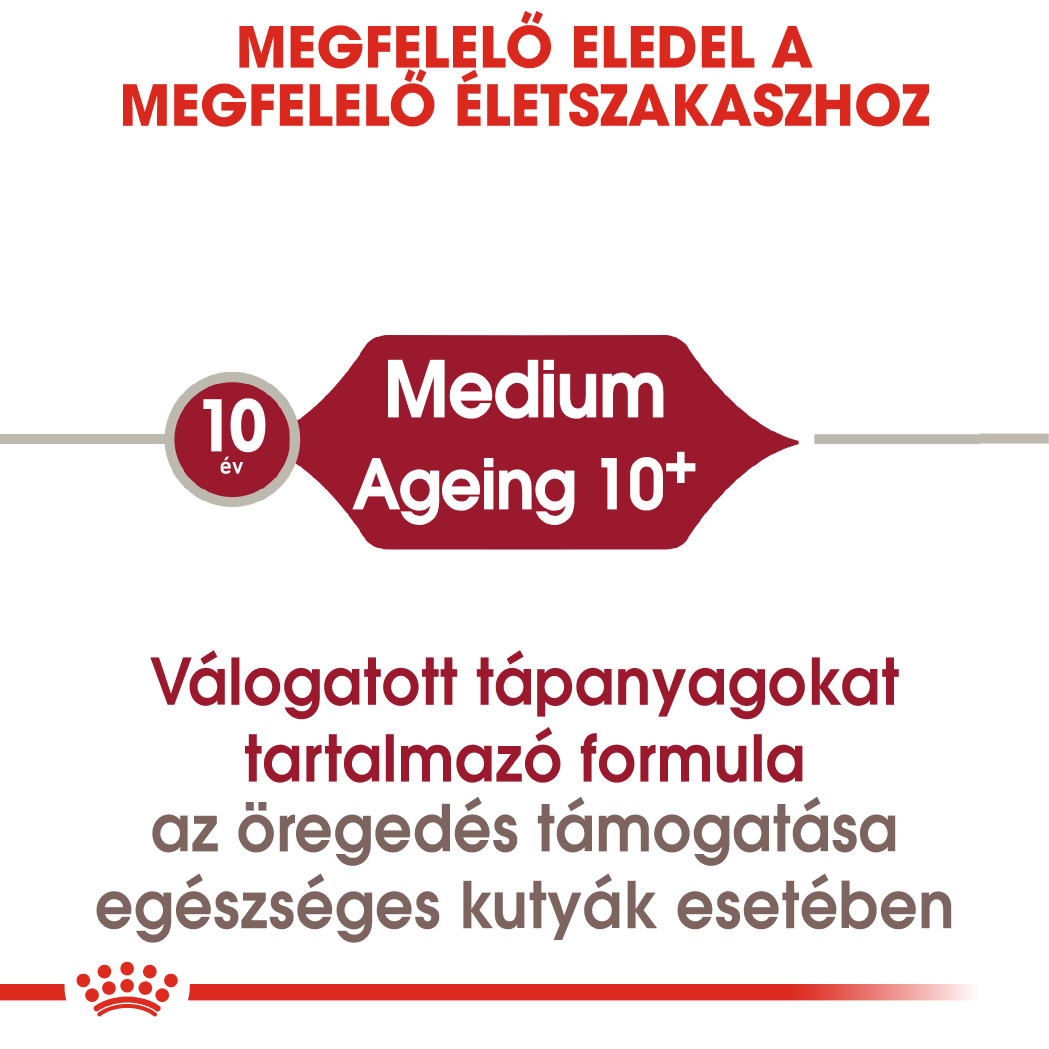 MEGFELELŐ ELEDEL A
MEGFELELŐ ÉLETSZAKASZHOZ
10
év
Medium
Ageing 10+
Válogatott tápanyagokat
tartalmazó formula
az öregedés támogatása
egészséges kutyák esetében